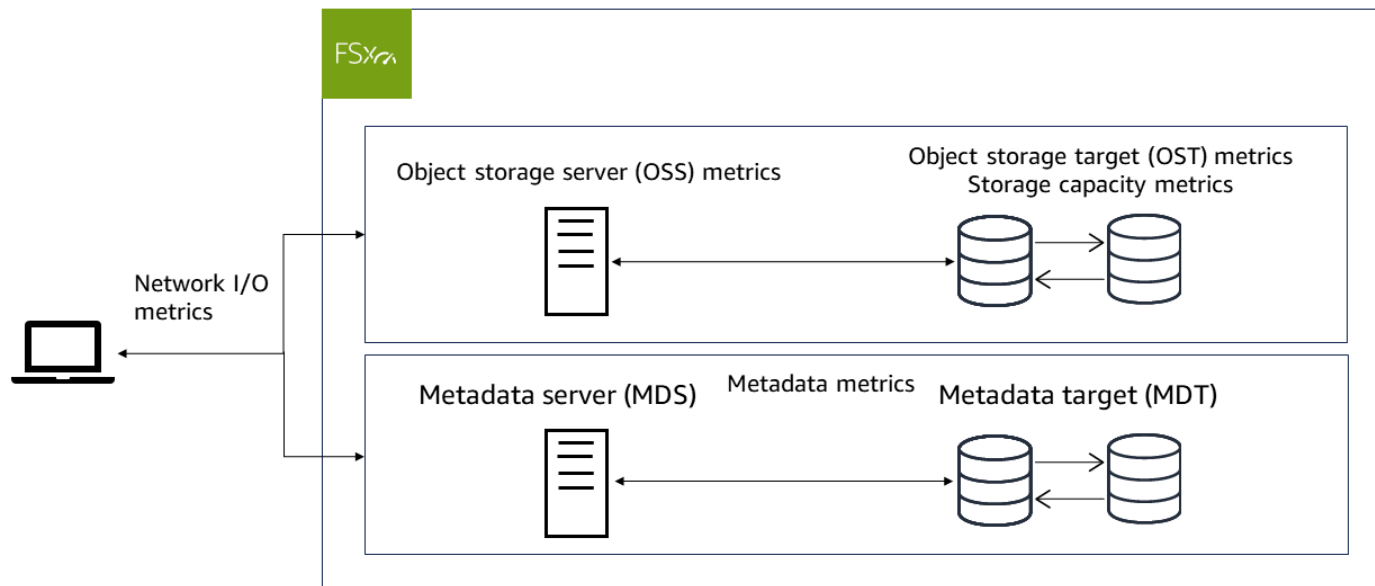 FSx
Object storage server (OSS) metrics
Object storage target (OST) metrics
Storage capacity metrics
Network I/O
metrics
Metadata server (MDS)
Metadata metrics
Metadata target (MDT)